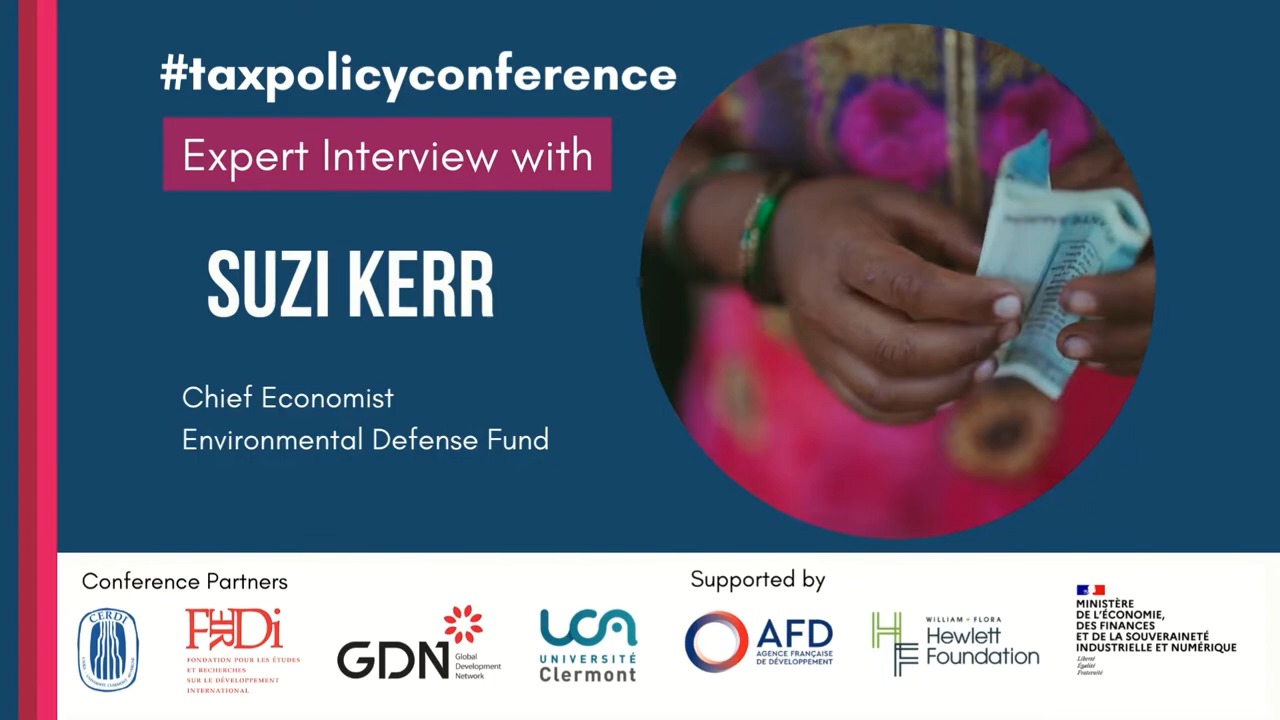 #taxpolicyconference
Expert Interview with
SUZI KERR
Chief Economist
Environmental Defense Fund
Conference Partners
CERDI
FERDi
FONDATION POUR LES ÉTUDES
ET RECHERCHES
SUR LE DÉVELOPPEMENT
INTERNATIONAL
GDN
Global
Development
Network
UCA
UNIVERSITÉ
Clermont
Supported by
AFD
AGENCE FRANÇAISE
DE DÉVELOPPEMENT
WILLIAM + FLORA
Hewlett
Foundation
MINISTÈRE
DE L'ÉCONOMIE,
DES FINANCES
ET DE LA SOUVERAINETÉ
INDUSTRIELLE ET NUMÉRIQUE
Liberté
Égalité
Fraternité